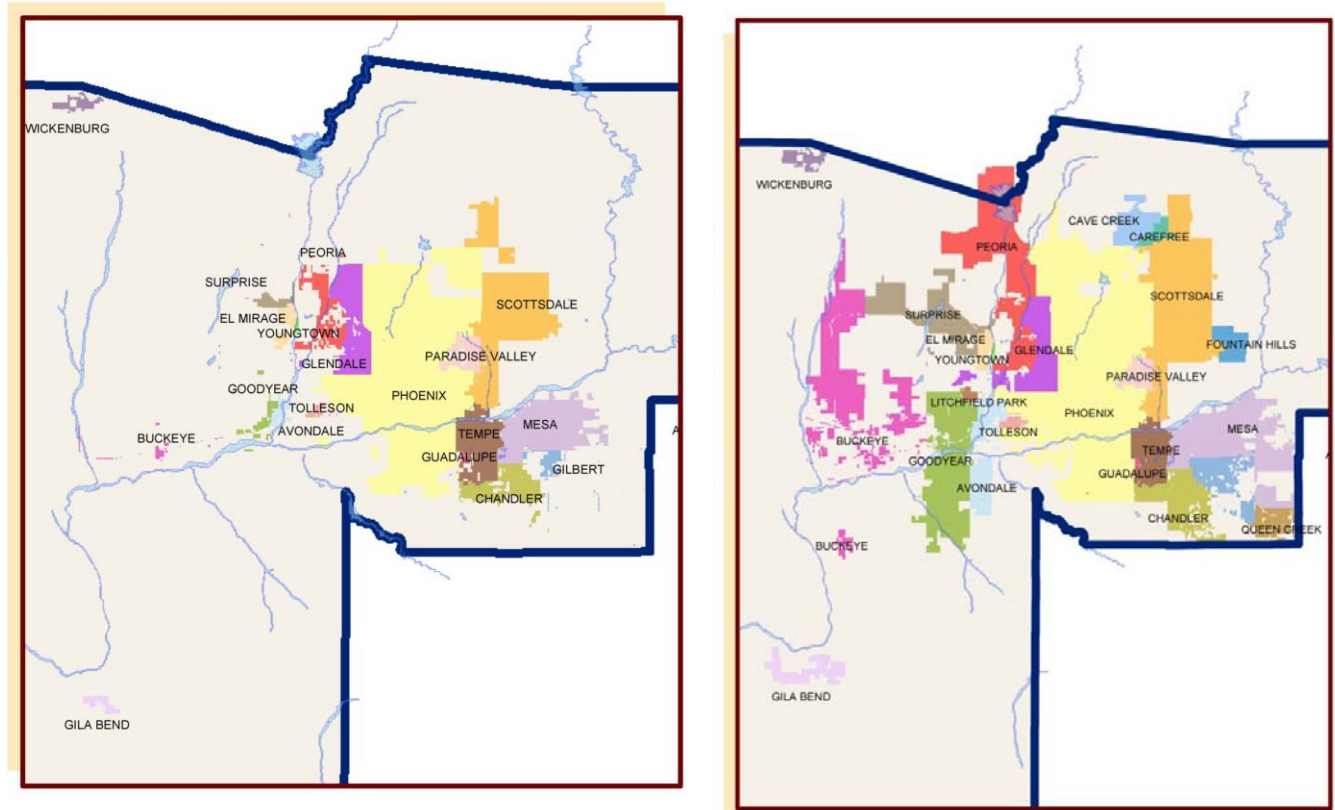 WICKENBURG
PEORIA
SURPRISE
SCOTTSDALE
EL MIRAGE
YOUNGTOWN
PARADISE VALLEY
GLENDALE
GOODYEAR
PHOENIX
TOLLESON
MESA
AVONDALE
TEMPE
BUCKEYE
GUADALUPE
GILBERT
CHANDLER
GILA BEND
A
WICKENBURG
CAVE CREEK
CAREFREE
PEORIA
SCOTTSDALE
SURPRISE
EL MIRAGE
FOUNTAIN HILLS
YOUNGTOWN
GLENDALE
PARADISE VALLEY
LITCHFIELD PARK
PHOENIX
TOLLESON
MESA
BUCKEYE
TEMPE
GOODYEAR
GUADALUPE
AVONDALE
CHANDLER
QUEEN CREEK
BUCKEYE
GILA BEND